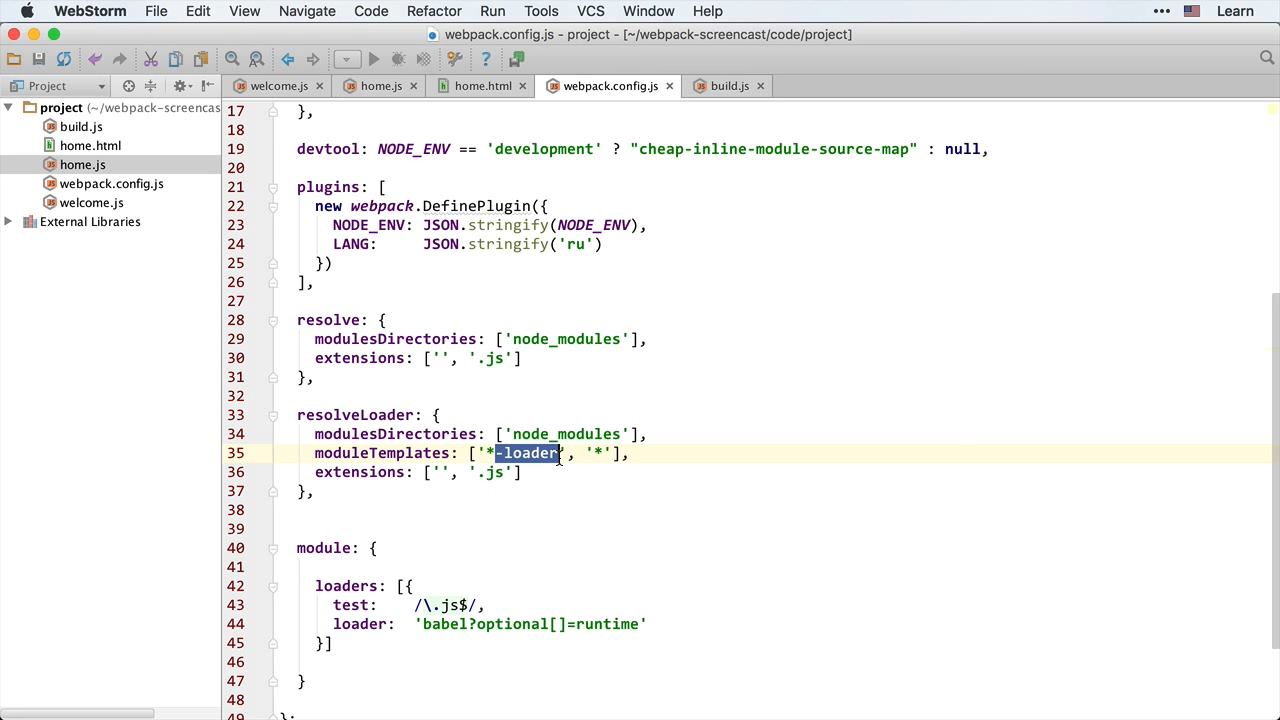 WebStorm File Edit View Navigate Code Refactor Run Tools VCS Window Help ••• Learn
webpack.config.js - project - [~/webpack-screencast/code/project]
Project welcome.js home.js home.html webpack.config.js build.js
project (~/webpack-screencas
build.js
home.html
home.js
webpack.config.js
welcome.js
External Libraries
17 },
18
19 devtool: NODE_ENV == 'development' ? "cheap-inline-module-source-map" : null,
20
21 plugins: [
22 new webpack.DefinePlugin({
23 NODE_ENV: JSON.stringify(NODE_ENV),
24 LANG: JSON.stringify('ru')
25 })
26 ],
27
28 resolve: {
29 modulesDirectories: ['node_modules'],
30 extensions: ['', '.js']
31 },
32
33 resolveLoader: {
34 modulesDirectories: ['node_modules'],
35 moduleTemplates: ['*-loader', '*'],
36 extensions: ['', '.js']
37 },
38
39
40 module: {
41
42 loaders: [{
43 test: /\.js$/,
44 loader: 'babel?optional[]=runtime'
45 }]
46
47 }
48
49 };